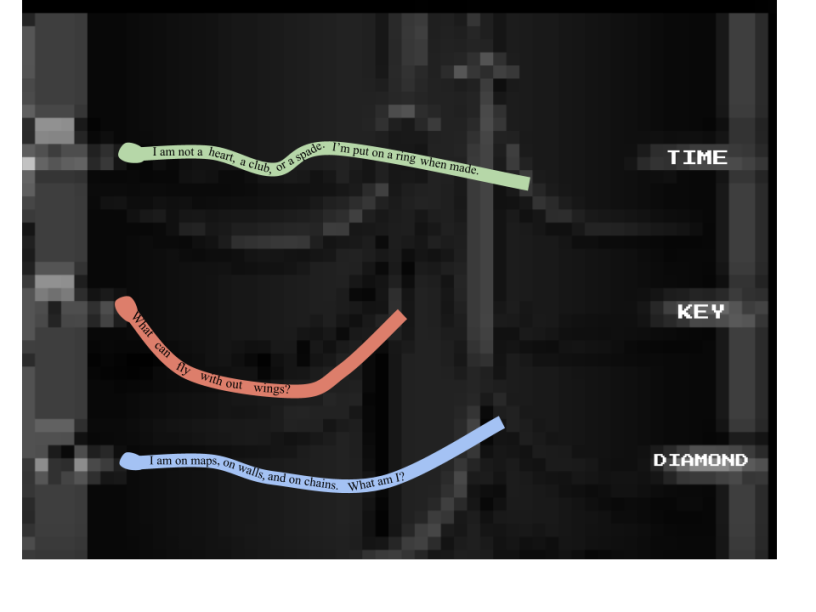 I am not a heart, a club, or a spade. I'm put on a ring when made.
TIME
What can fly with out wings?
KEY
I am on maps, on walls, and on chains. What am I?
DIAMOND